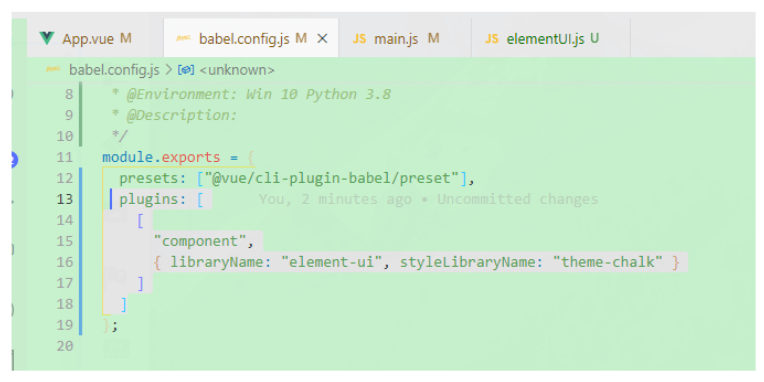 App.vue M
babel.config.js M ×
JS main.js M
JS elementUI.js U
babel.config.js > <unknown>
8 * @Environment: Win 10 Python 3.8
9 * @Description:
10 */
11 module.exports = {
12 presets: ["@vue/cli-plugin-babel/preset"],
13 plugins: [ You, 2 minutes ago • Uncommitted changes
14 [
15 "component",
16 { libraryName: "element-ui", styleLibraryName: "theme-chalk" }
17 ]
18 ]
19 };
20